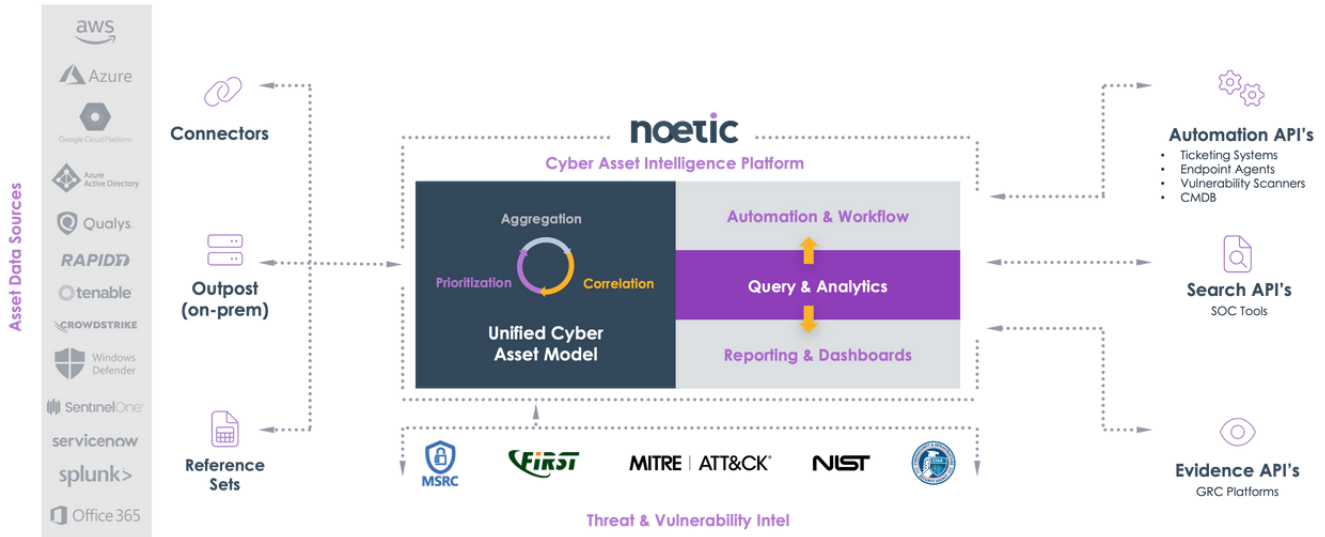 Asset Data Sources
aws
Azure
Google Cloud Platform
Azure
Active Directory
Qualys.
RAPID7
tenable
CROWDSTRIKE
Windows
Defender
SentinelOne
servicenow
splunk>
Office 365
Connectors
Outpost
(on-prem)
Reference
Sets
noetic
Cyber Asset Intelligence Platform
Aggregation
Prioritization
Correlation
Unified Cyber
Asset Model
Automation & Workflow
Query & Analytics
Reporting & Dashboards
MSRC
FiRST
MITRE | ATT&CK®
NIST
Threat & Vulnerability Intel
Automation API's
• Ticketing Systems
• Endpoint Agents
• Vulnerability Scanners
• CMDB
Search API's
SOC Tools
Evidence API's
GRC Platforms